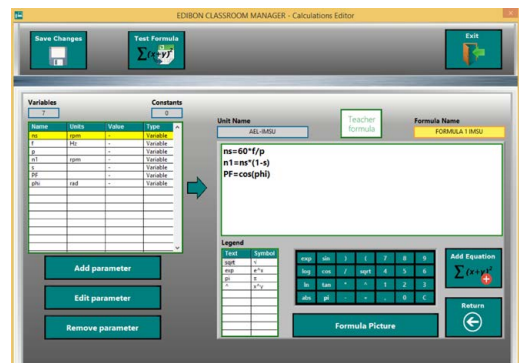 EDIBON CLASSROOM MANAGER - Calculations Editor
Save Changes
Test Formula
Σ(x+y)²
Exit
Variables
7
Constants
0
Name Units Value Type
ns rpm - Variable
f Hz - Variable
p - Variable
n1 rpm - Variable
s - Variable
PF - Variable
phi rad - Variable
Add parameter
Edit parameter
Remove parameter
Unit Name
AEL-IMSU
Teacher
formula
Formula Name
FORMULA 1 IMSU
ns=60*f/p
n1=ns*(1-s)
PF=cos(phi)
Legend
Text Symbol
sqrt √
exp e^x
pi π
^ x^y
exp sin ) ( 7 8 9
log cos / sqrt 4 5 6
ln tan * ^ 1 2 3
abs pi - + . 0 C
Formula Picture
Add Equation
Σ(x+y)²
Return